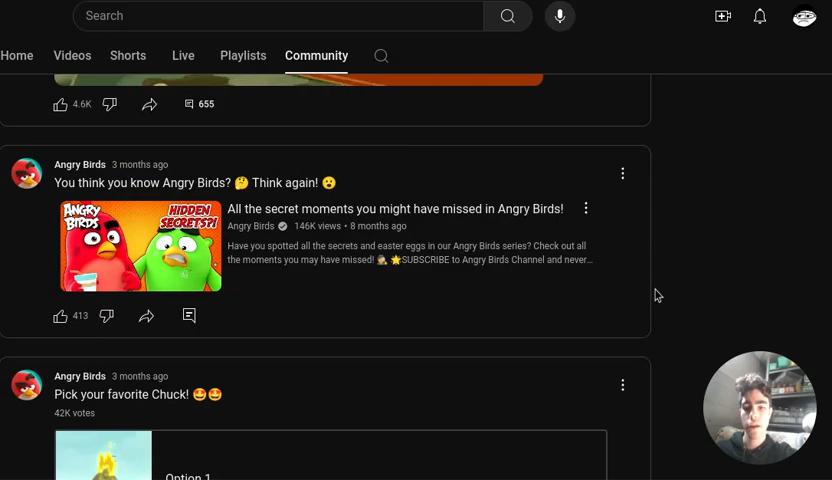 Search
Home Videos Shorts Live Playlists Community
4.6K 655
Angry Birds 3 months ago
You think you know Angry Birds? 🤔 Think again! 😮
ANGRY BIRDS
HIDDEN SECRETS?!
All the secret moments you might have missed in Angry Birds!
Angry Birds 146K views • 8 months ago
Have you spotted all the secrets and easter eggs in our Angry Birds series? Check out all
the moments you may have missed! 🕵️ 🌟SUBSCRIBE to Angry Birds Channel and never…
413
Angry Birds 3 months ago
Pick your favorite Chuck! 🤩🤩
42K votes
Option 1